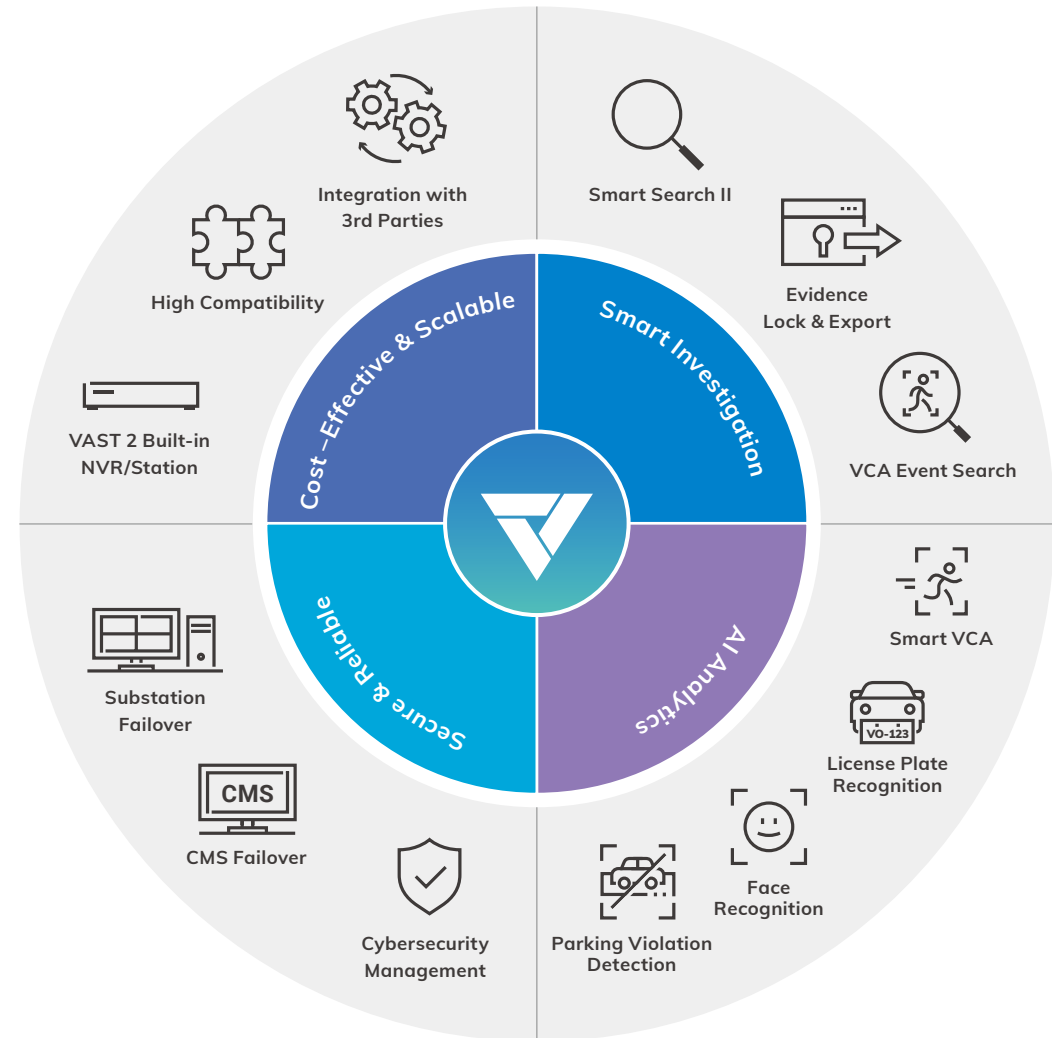 Integration with
3rd Parties
High Compatibility
VAST 2 Built-in
NVR/Station
Cost –Effective & Scalable
Smart Search II
Evidence
Lock & Export
VCA Event Search
Smart Investigation
Substation
Failover
CMS
CMS Failover
Cybersecurity
Management
Secure & Reliable
AI Analytics
Smart VCA
VO-123
License Plate
Recognition
Face
Recognition
Parking Violation
Detection